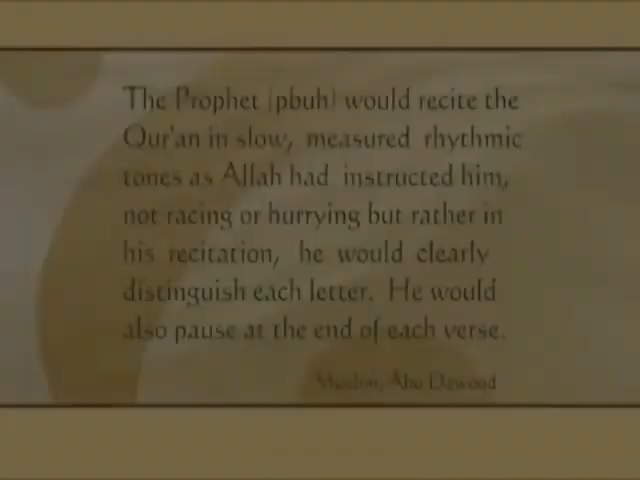 The Prophet (pbuh) would recite the
Qur'an in slow, measured rhythmic
tones as Allah had instructed him,
not racing or hurrying but rather in
his recitation, he would clearly
distinguish each letter. He would
also pause at the end of each verse.
Muslim, Abu Dawood